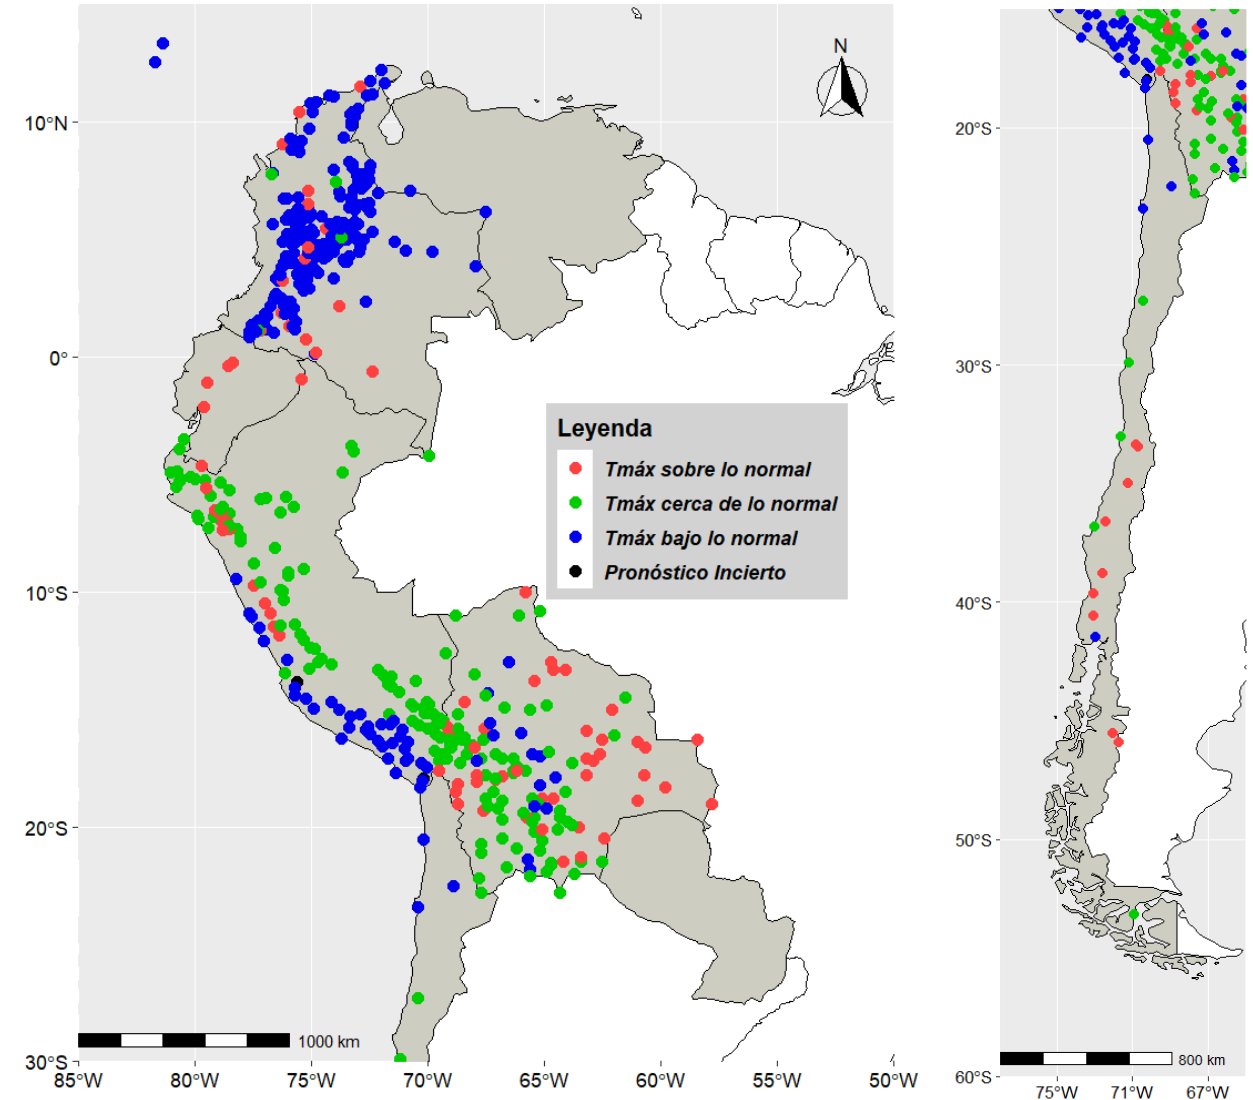 N
10°N
0°
10°S
20°S
30°S
85°W
80°W
75°W
70°W
65°W
60°W
55°W
50°W
1000 km
Leyenda
Tmáx sobre lo normal
Tmáx cerca de lo normal
Tmáx bajo lo normal
Pronóstico Incierto
20°S
30°S
40°S
50°S
60°S
75°W
71°W
67°W
800 km